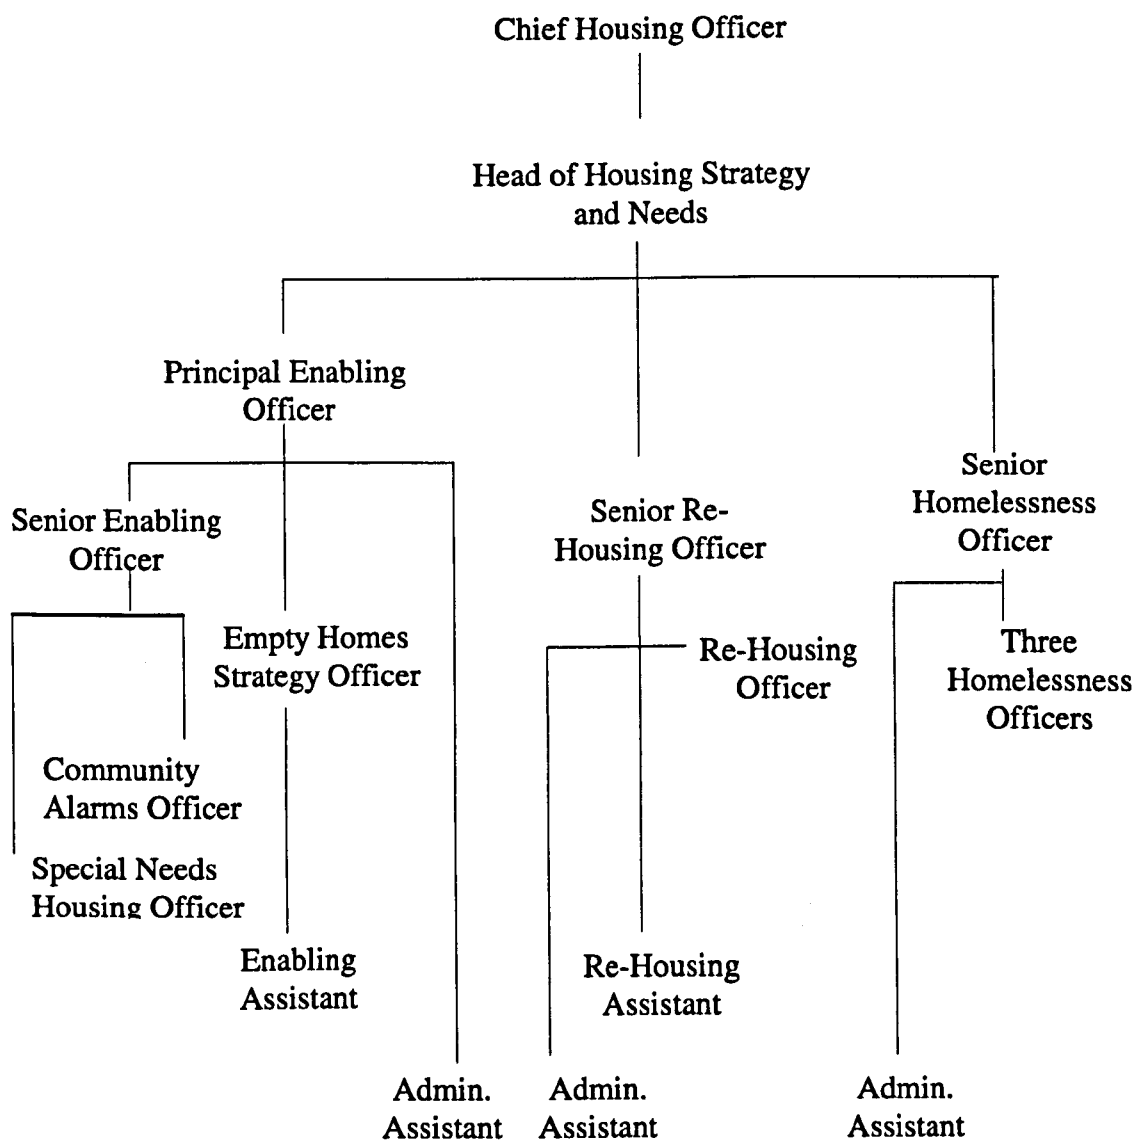 Chief Housing Officer
Head of Housing Strategy
and Needs
Principal Enabling
Officer
Senior Enabling
Officer
Senior Re-
Housing Officer
Senior
Homelessness
Officer
Empty Homes
Strategy Officer
Re-Housing
Officer
Three
Homelessness
Officers
Community
Alarms Officer
Special Needs
Housing Officer
Enabling
Assistant
Re-Housing
Assistant
Admin.
Assistant
Admin.
Assistant
Admin.
Assistant